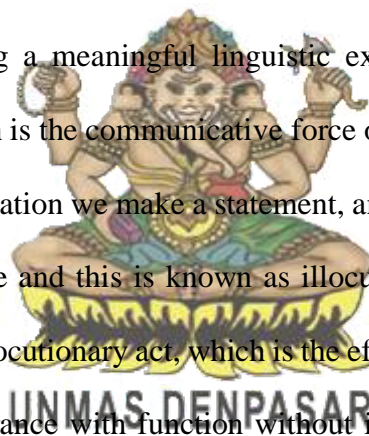 g a meaningful linguistic ex
is the communicative force o
ation we make a statement, a
e and this is known as illocu
ocutionary act, which is the ef
UNMAS DENPASAR
ance with function without i